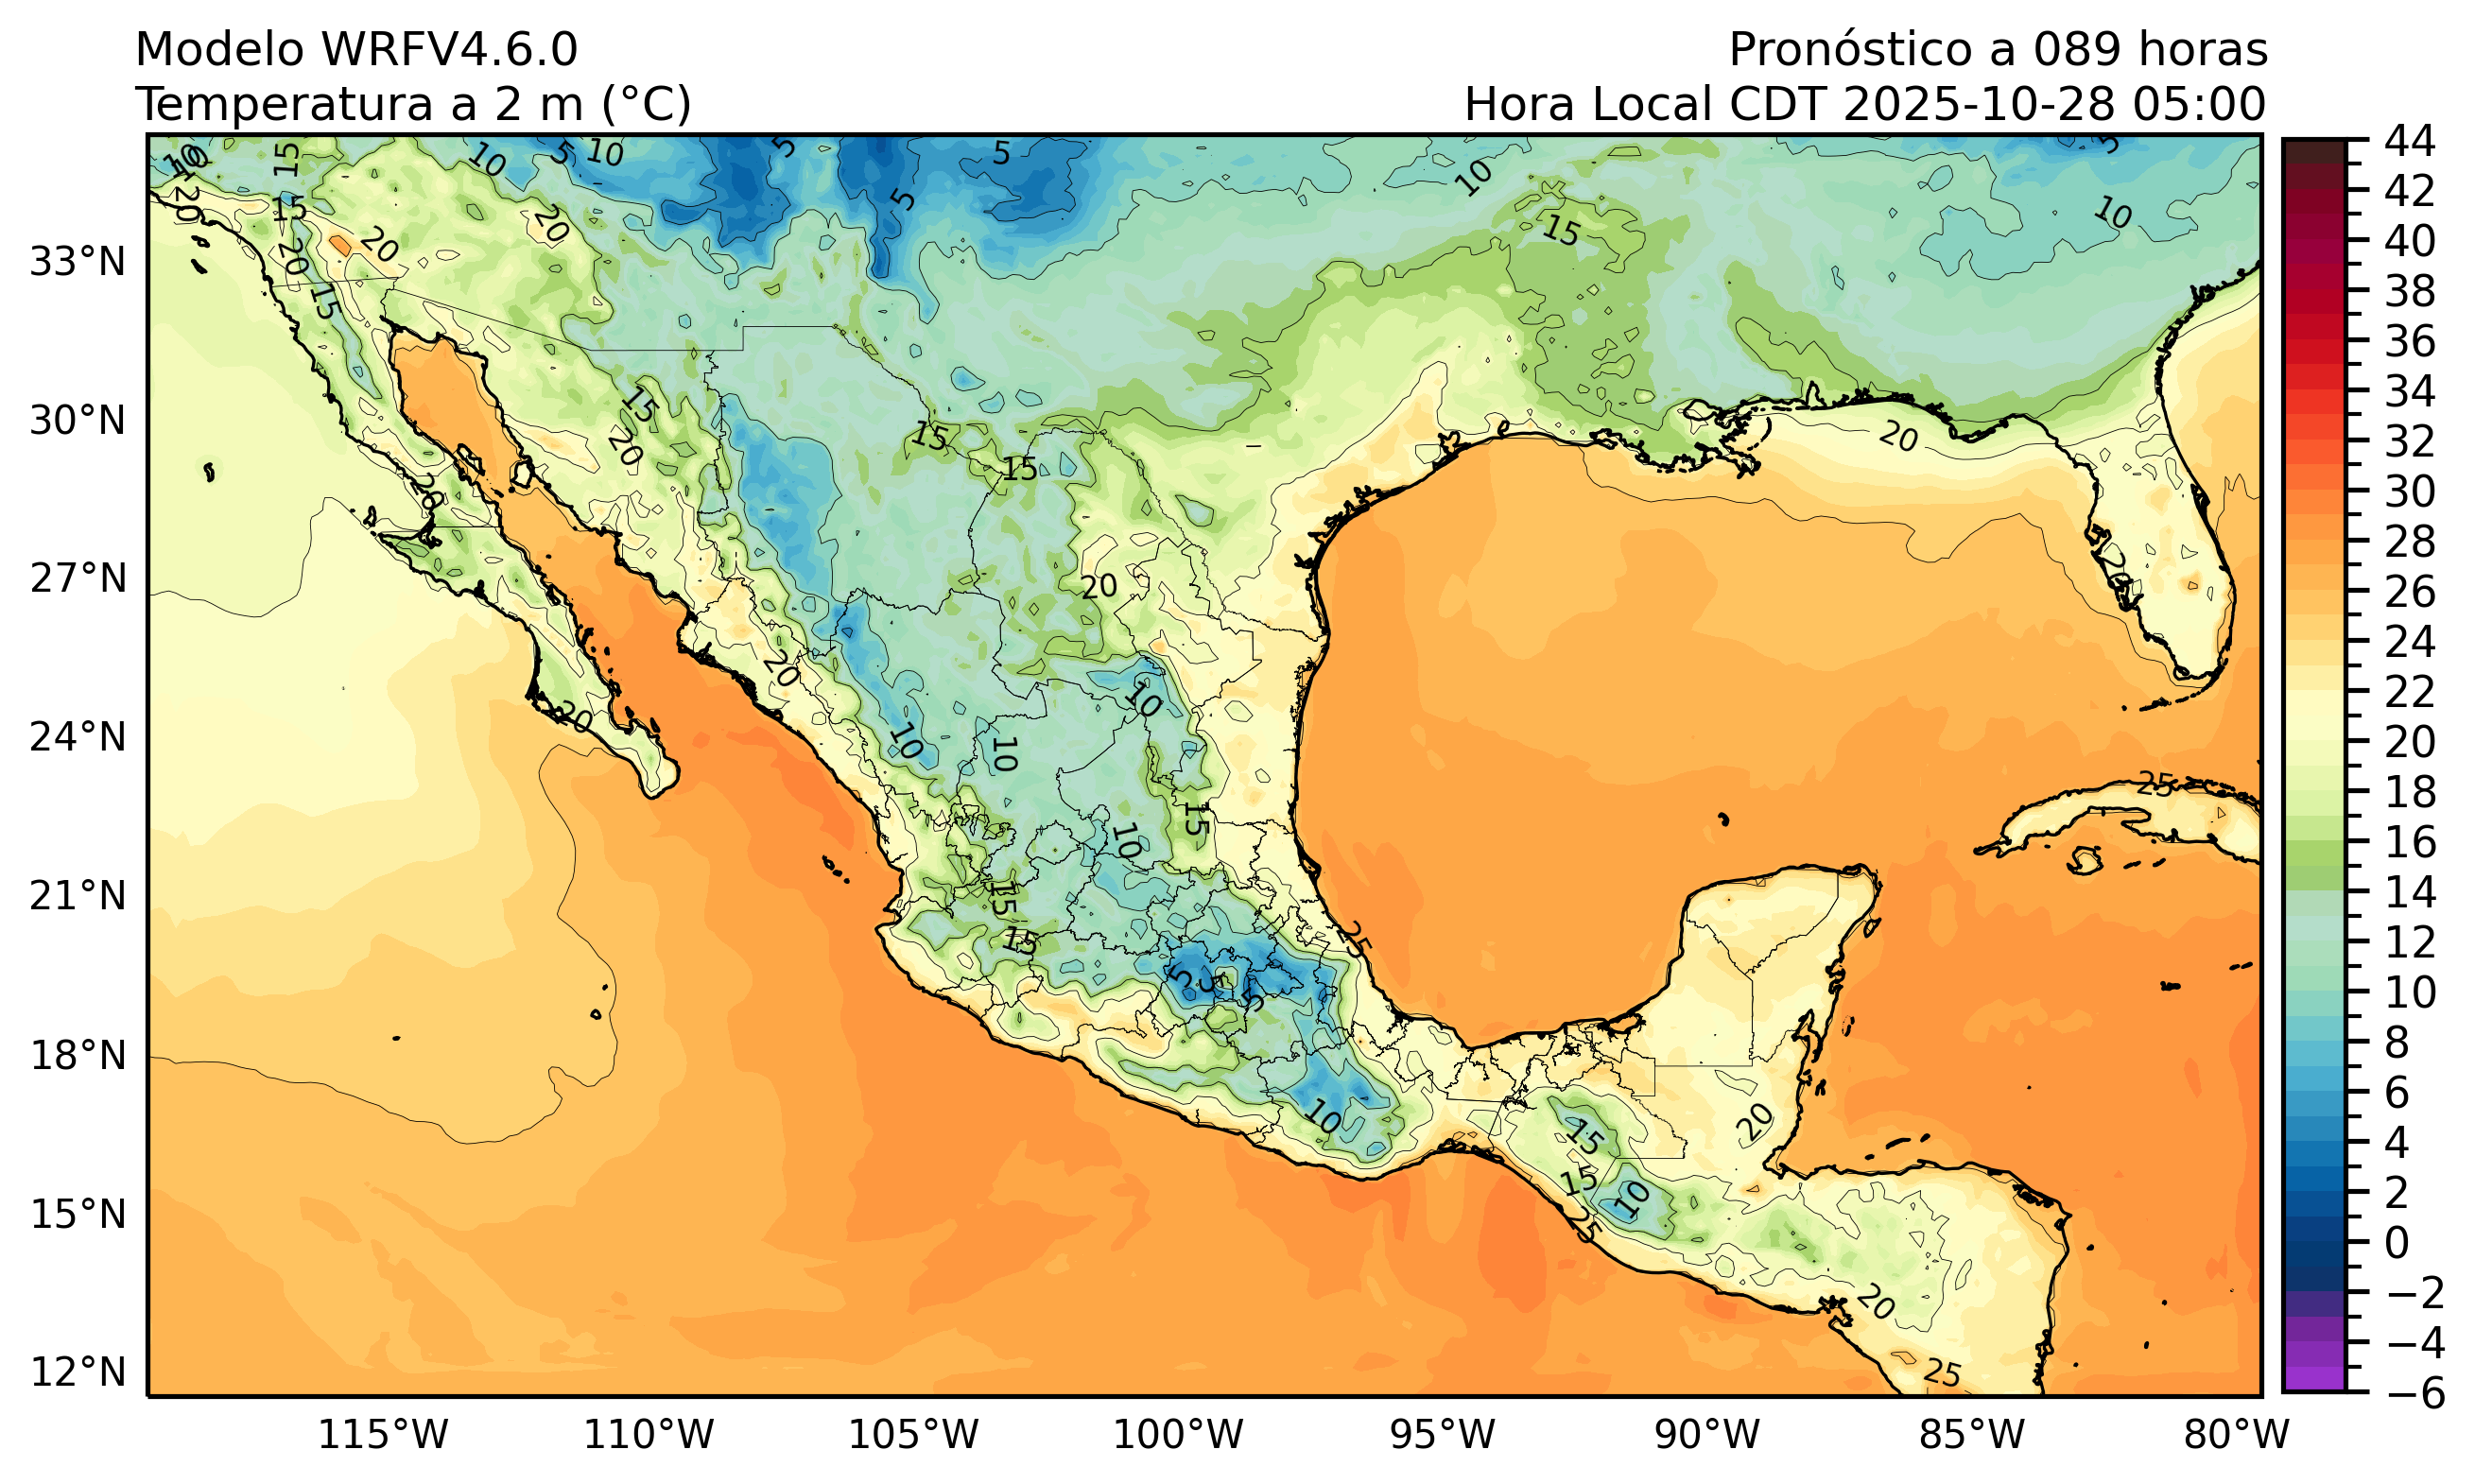 Modelo WRFV4.6.0
Pronóstico a 089 horas
Temperatura a 2 m (°C)
Hora Local CDT 2025-10-28 05:00
10 10 15 10 5 10 5 5 10 5
20 15 20 20 5 10 15 10
20 15
15 20 15 15 20
20 20 20
20 10 20 10 10
15 10 25
15 15 25
5 5 5
10 15 20
15 10 25 20 25
33°N
30°N
27°N
24°N
21°N
18°N
15°N
12°N
115°W 110°W 105°W 100°W 95°W 90°W 85°W 80°W
44
42
40
38
36
34
32
30
28
26
24
22
20
18
16
14
12
10
8
6
4
2
0
−2
−4
−6